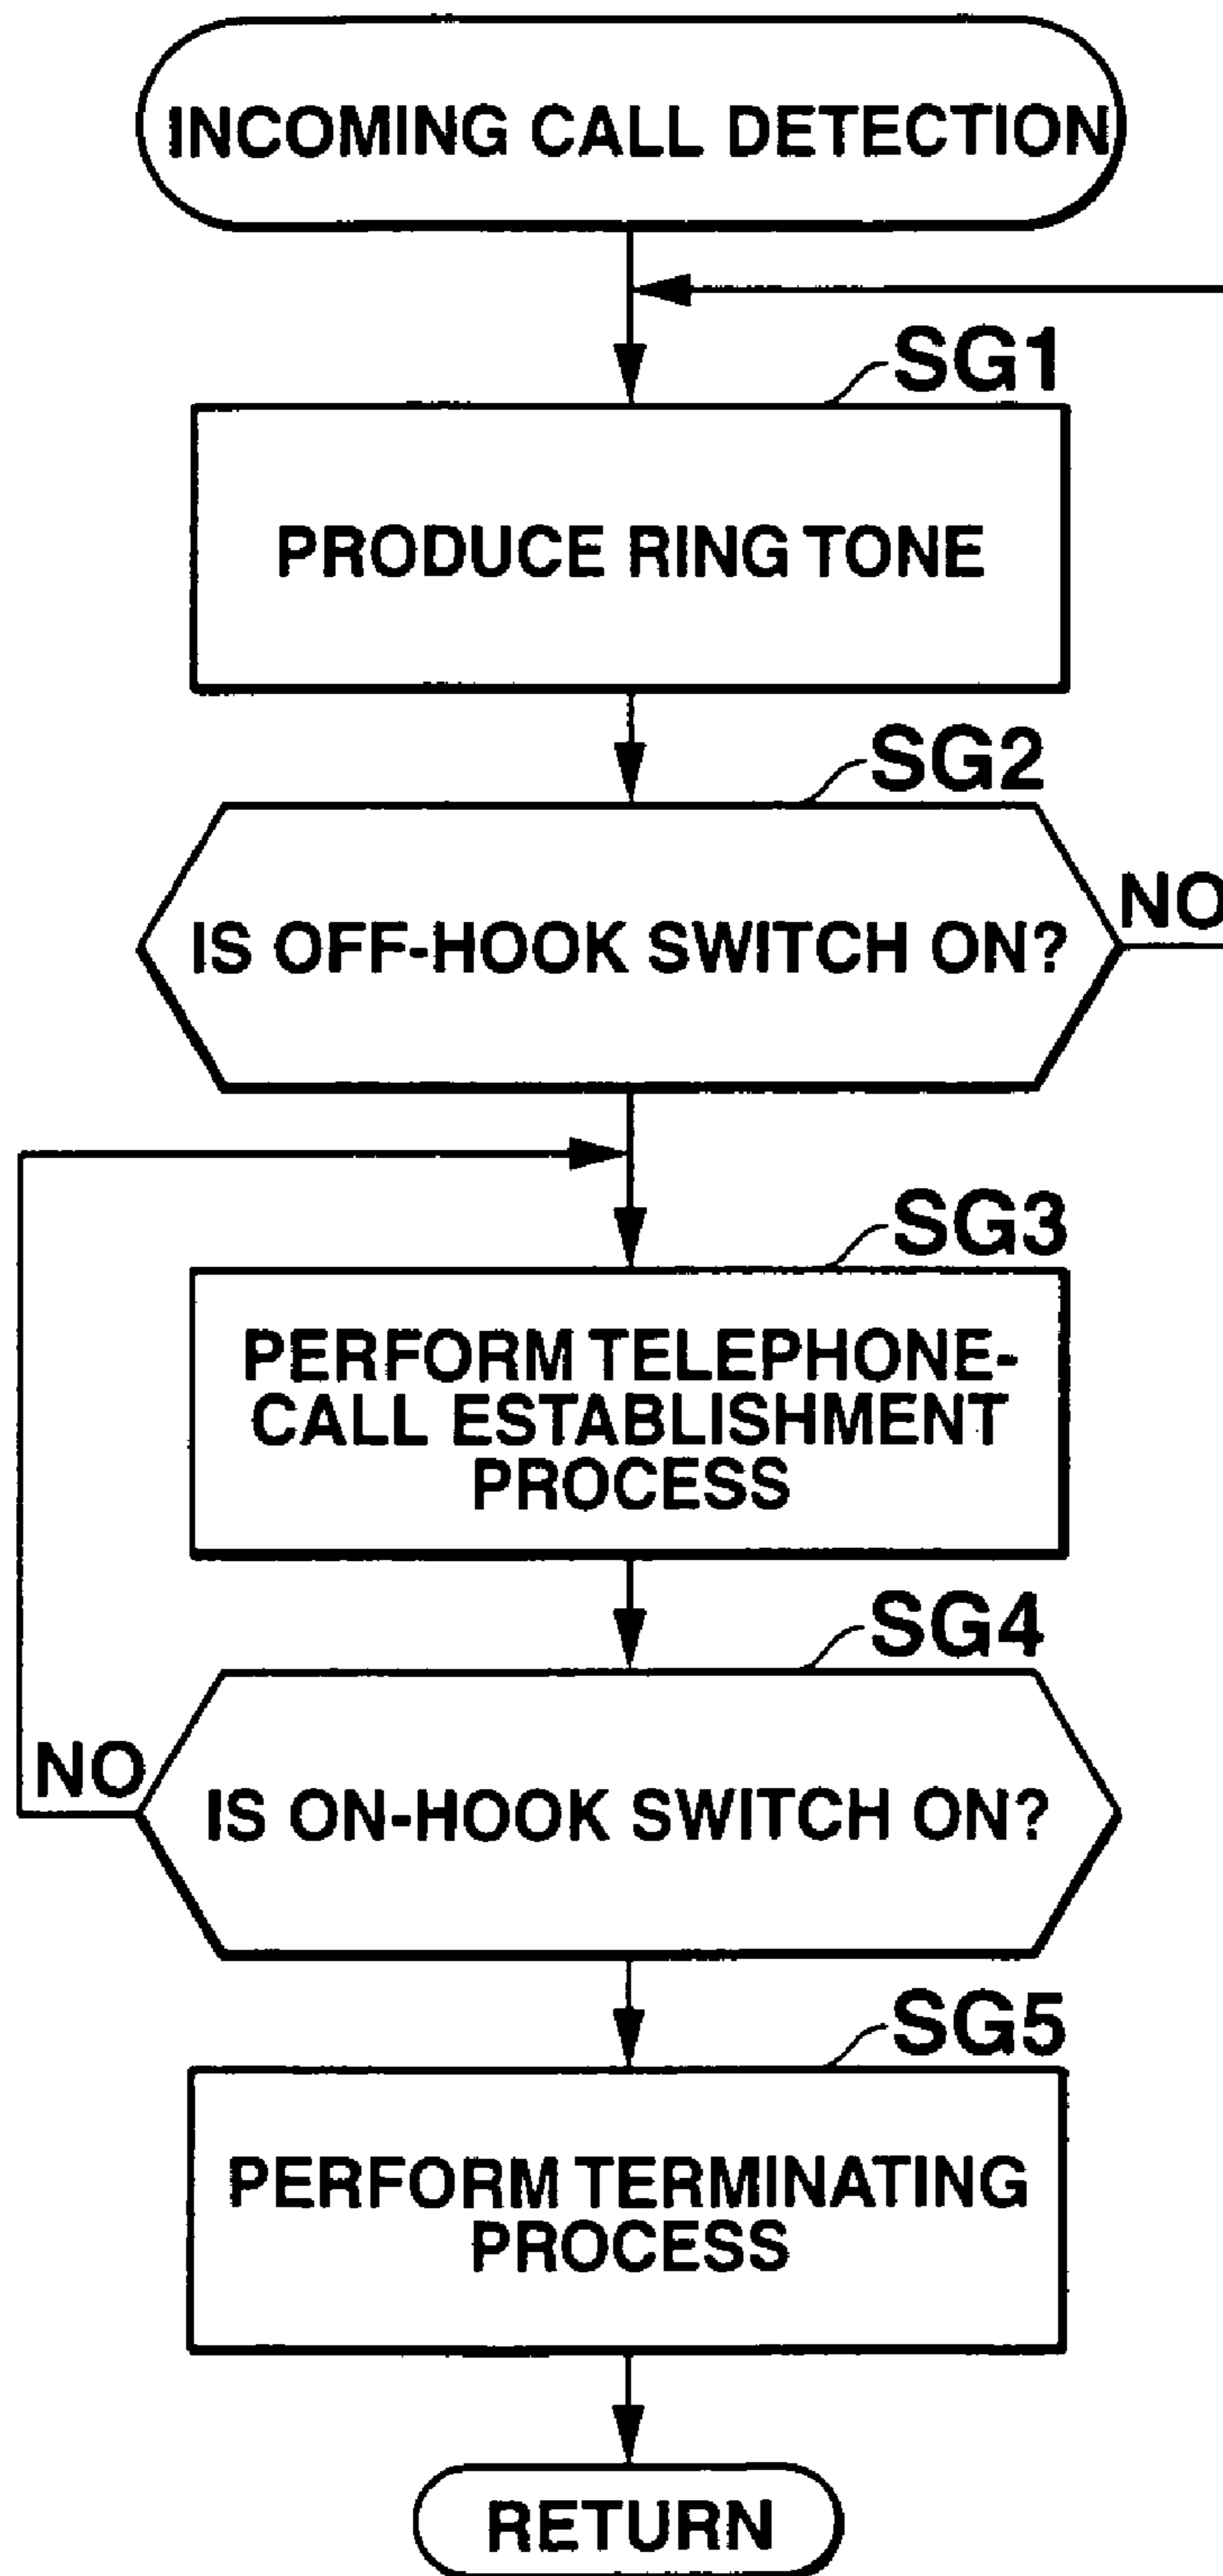 INCOMING CALL DETECTION
SG1
PRODUCE RING TONE
SG2
IS OFF-HOOK SWITCH ON?
NO
SG3
PERFORM TELEPHONE-
CALL ESTABLISHMENT
PROCESS
SG4
NO
IS ON-HOOK SWITCH ON?
SG5
PERFORM TERMINATING
PROCESS
RETURN